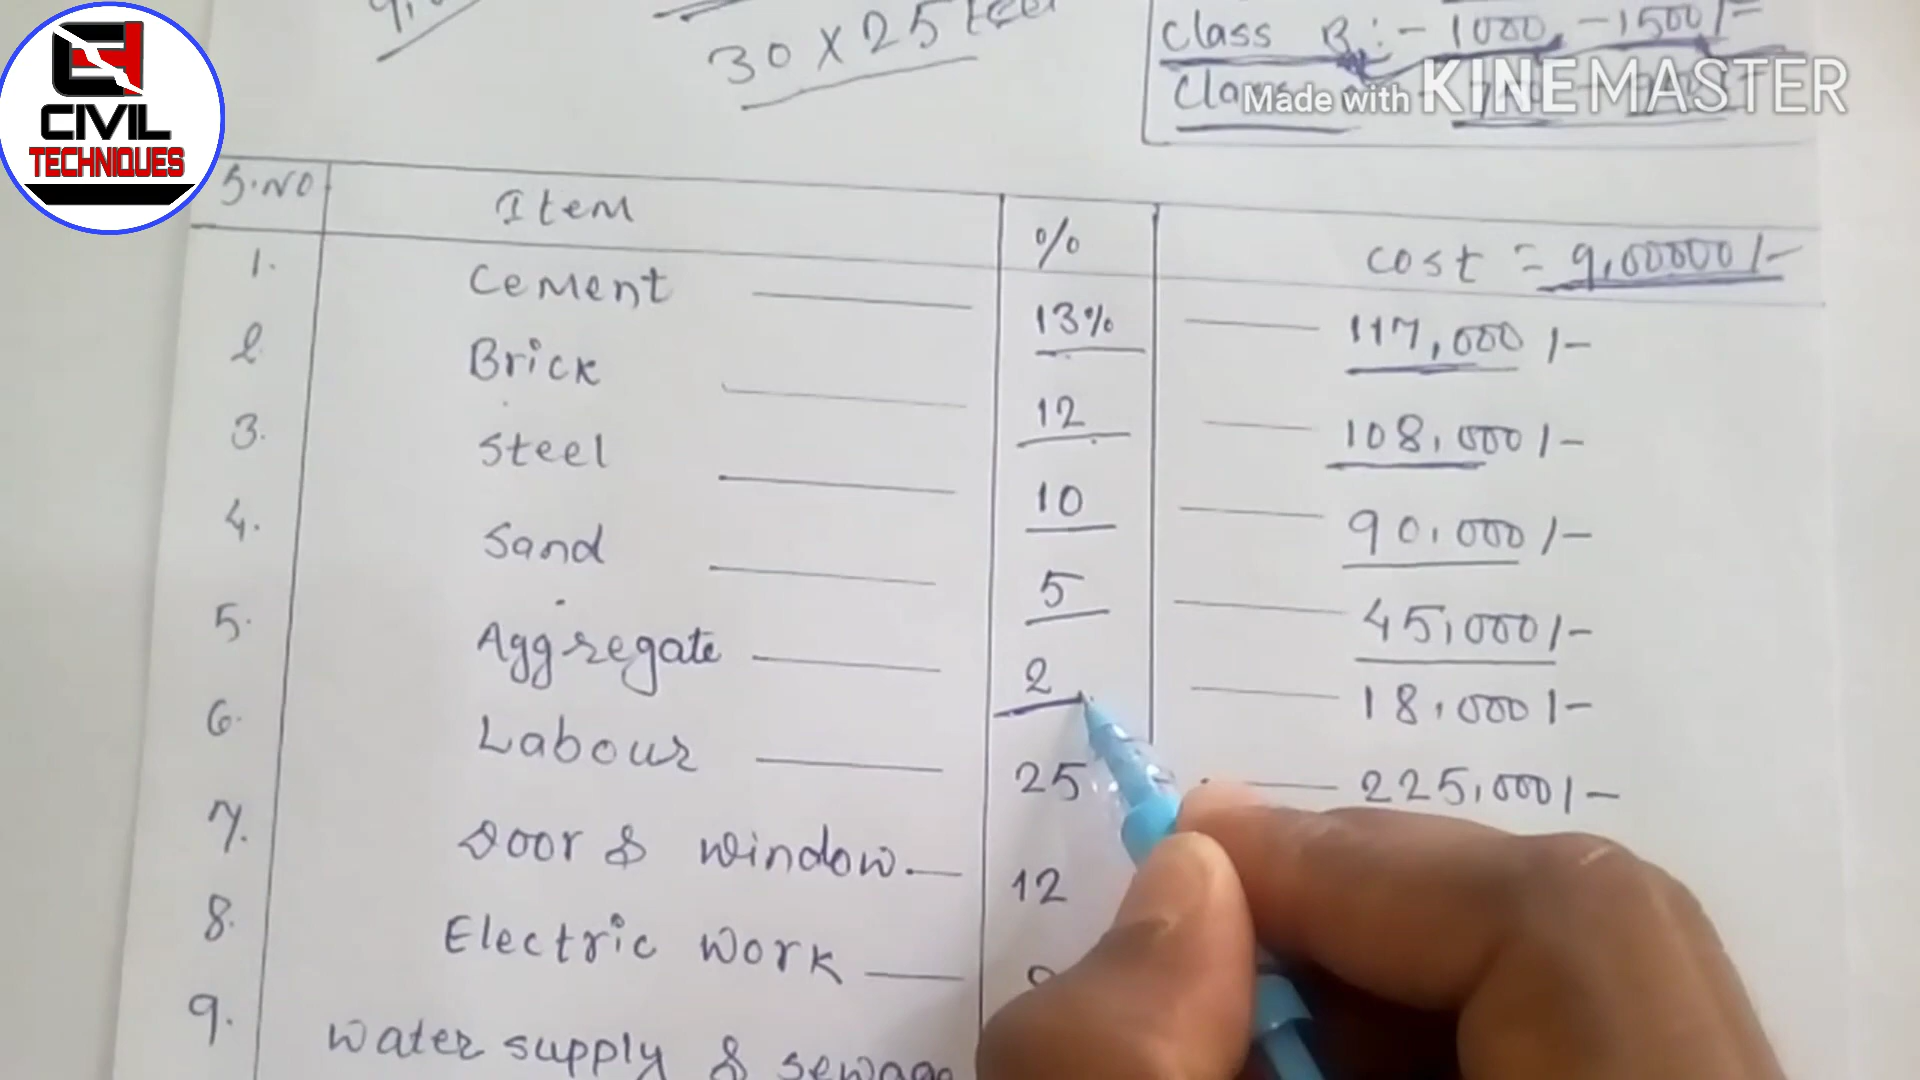 30 X 25
class B :- 1000 - 1500/-
Class
Made with KINEMASTER
CIVIL
TECHNIQUES
S.NO Item % cost = 9,00000/-
1. Cement 13% 117,000/-
2. Brick 12 108,000/-
3. Steel 10 90,000/-
4. Sand 5 45,000/-
5. Aggregate 2 18,000/-
6. Labour 25 225,000/-
7. Door & window 12
8. Electric work
9. water supply & sewage